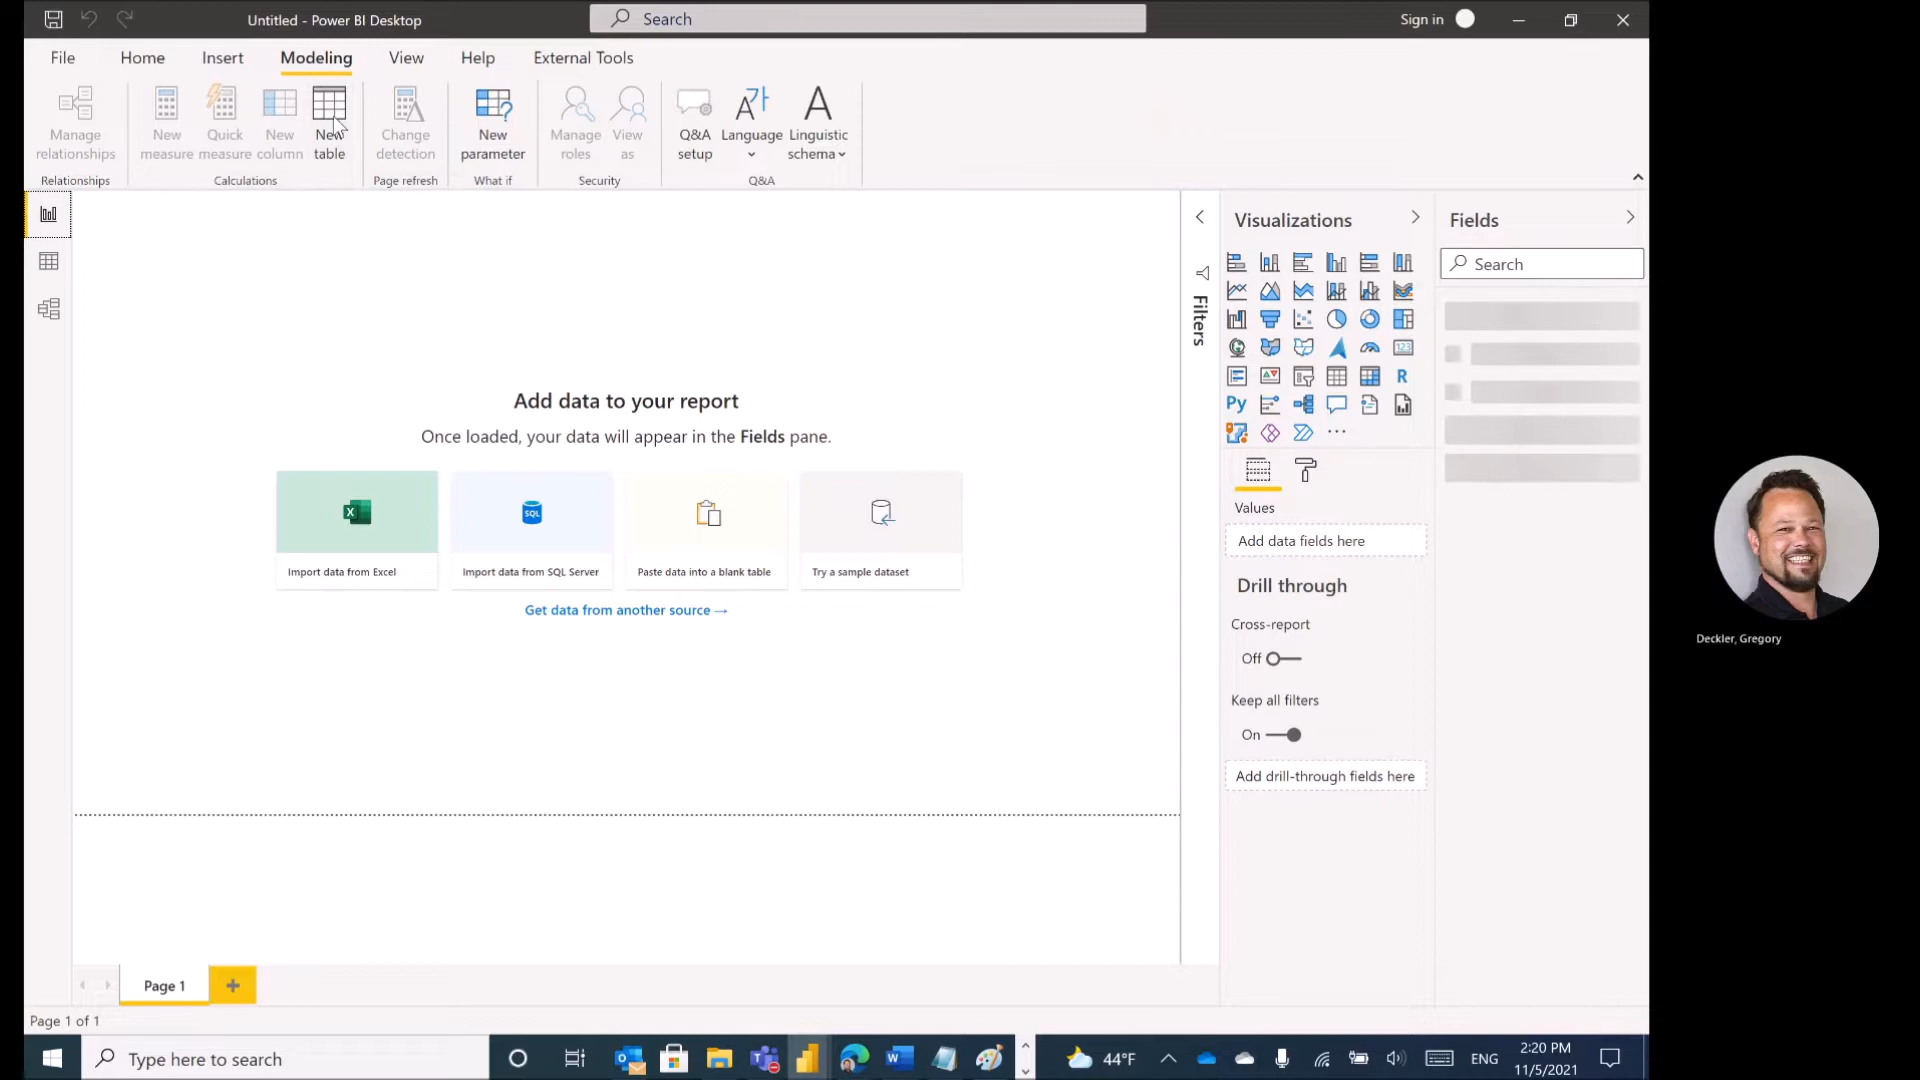 Untitled - Power BI Desktop
Search
Sign in
File Home Insert Modeling View Help External Tools
Manage relationships
New measure
Quick measure
New column
New table
Change detection
New parameter
Manage roles
View as
Q&A setup
Language
Linguistic schema
Relationships
Calculations
Page refresh
What if
Security
Q&A
Add data to your report
Once loaded, your data will appear in the Fields pane.
X
SQL
Import data from Excel
Import data from SQL Server
Paste data into a blank table
Try a sample dataset
Get data from another source →
Filters
Visualizations
123
R
Py
Values
Add data fields here
Drill through
Cross-report
Off
Keep all filters
On
Add drill-through fields here
Fields
Search
Deckler, Gregory
Page 1
Page 1 of 1
Type here to search
44°F
ENG
2:20 PM
11/5/2021